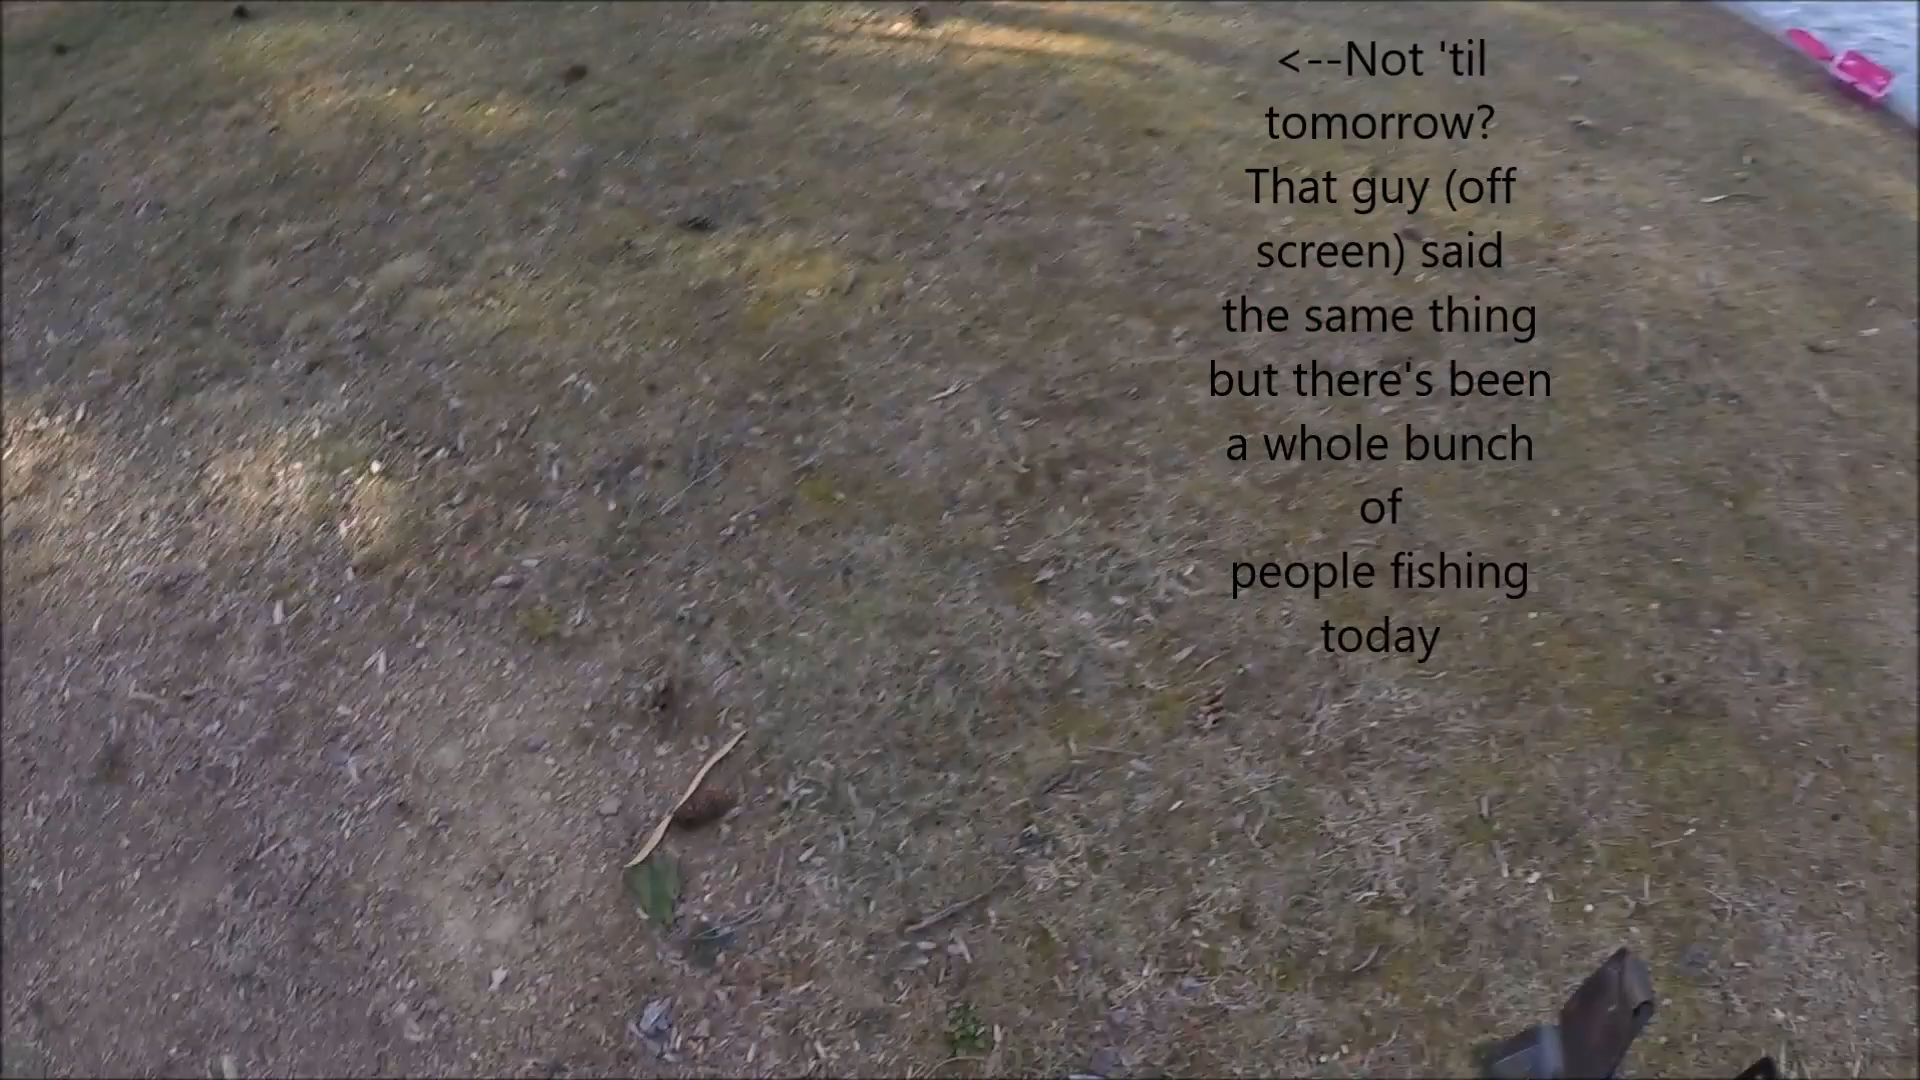 <--Not 'til
tomorrow?
That guy (off
screen) said
the same thing
but there's been
a whole bunch
of
people fishing
today